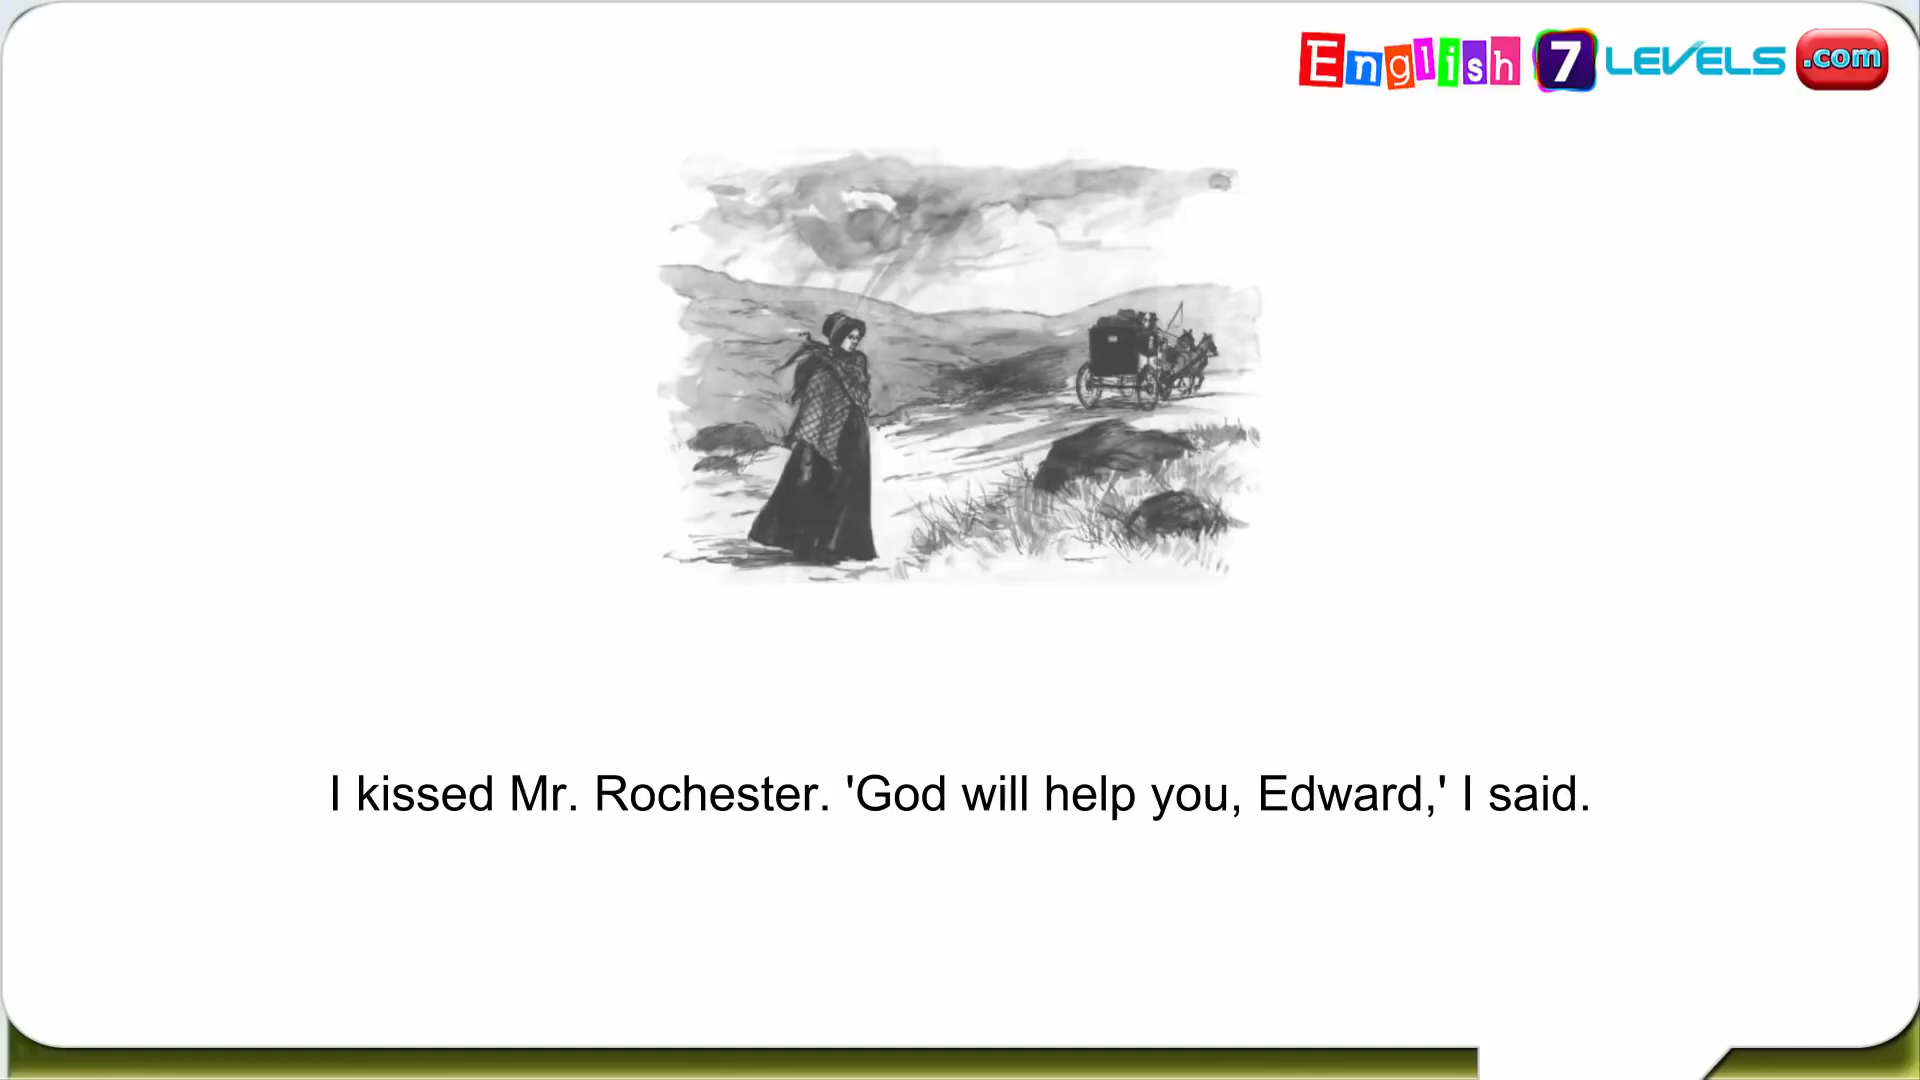 English 7 LEVELS .com
I kissed Mr. Rochester. 'God will help you, Edward,' I said.